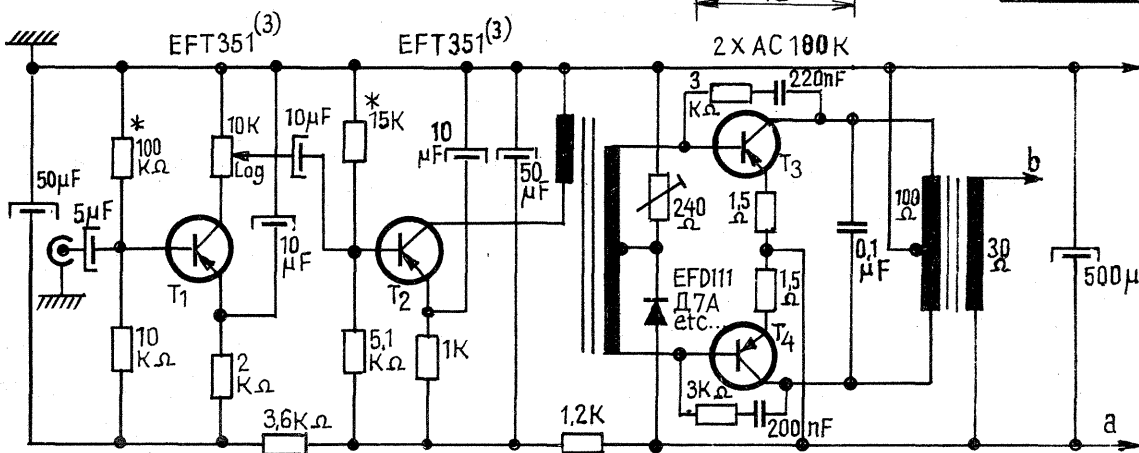 EFT351(3)
EFT351(3)
2 X AC 180 K
3
KΩ
220nF
*
100
KΩ
10K
Log
10µF
*
15K
10
µF
50
µF
50µF
5µF
T1
10
µF
T2
T3
240
Ω
1,5
Ω
0,1
µF
100
Ω
b
30
Ω
500µ
EFD111
Д7A
etc...
1,5
Ω
T4
10
KΩ
2
KΩ
5,1
KΩ
1K
3KΩ
200nF
3,6KΩ
1,2K
a